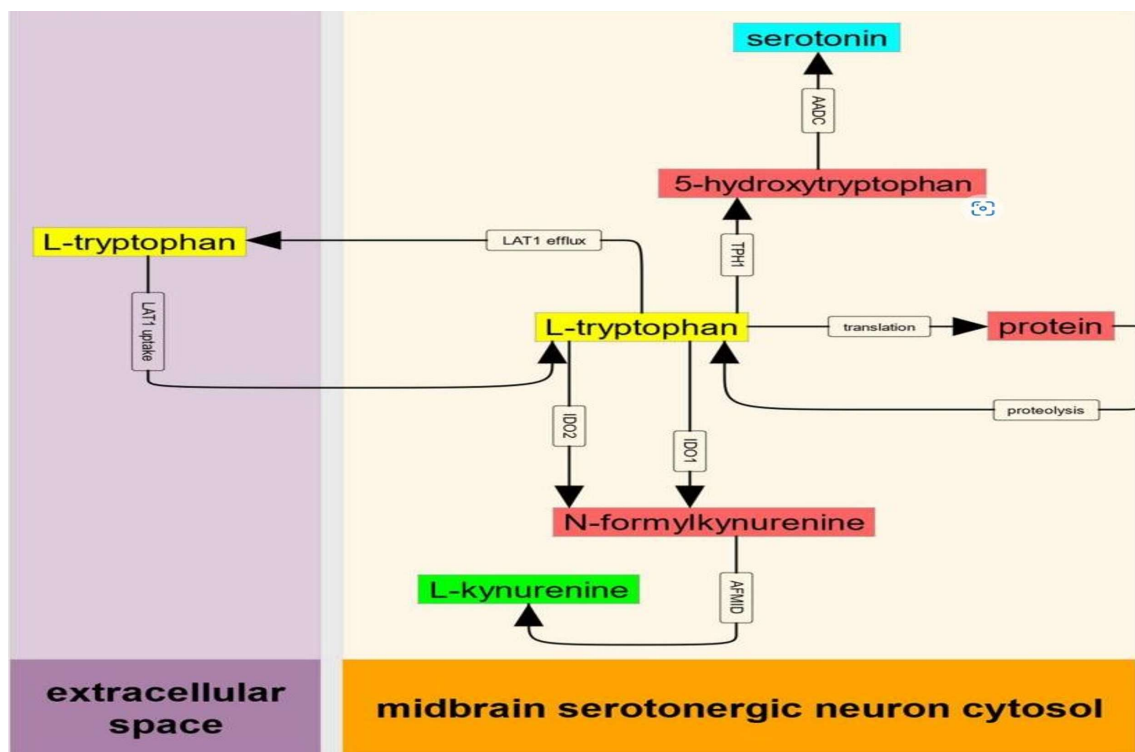 serotonin
AADC
5-hydroxytryptophan
L-tryptophan
LAT1 efflux
TPH1
LAT1 uptake
L-tryptophan
translation
protein
proteolysis
IDO2
IDO1
N-formylkynurenine
L-kynurenine
AFMID
extracellular
space
midbrain serotonergic neuron cytosol